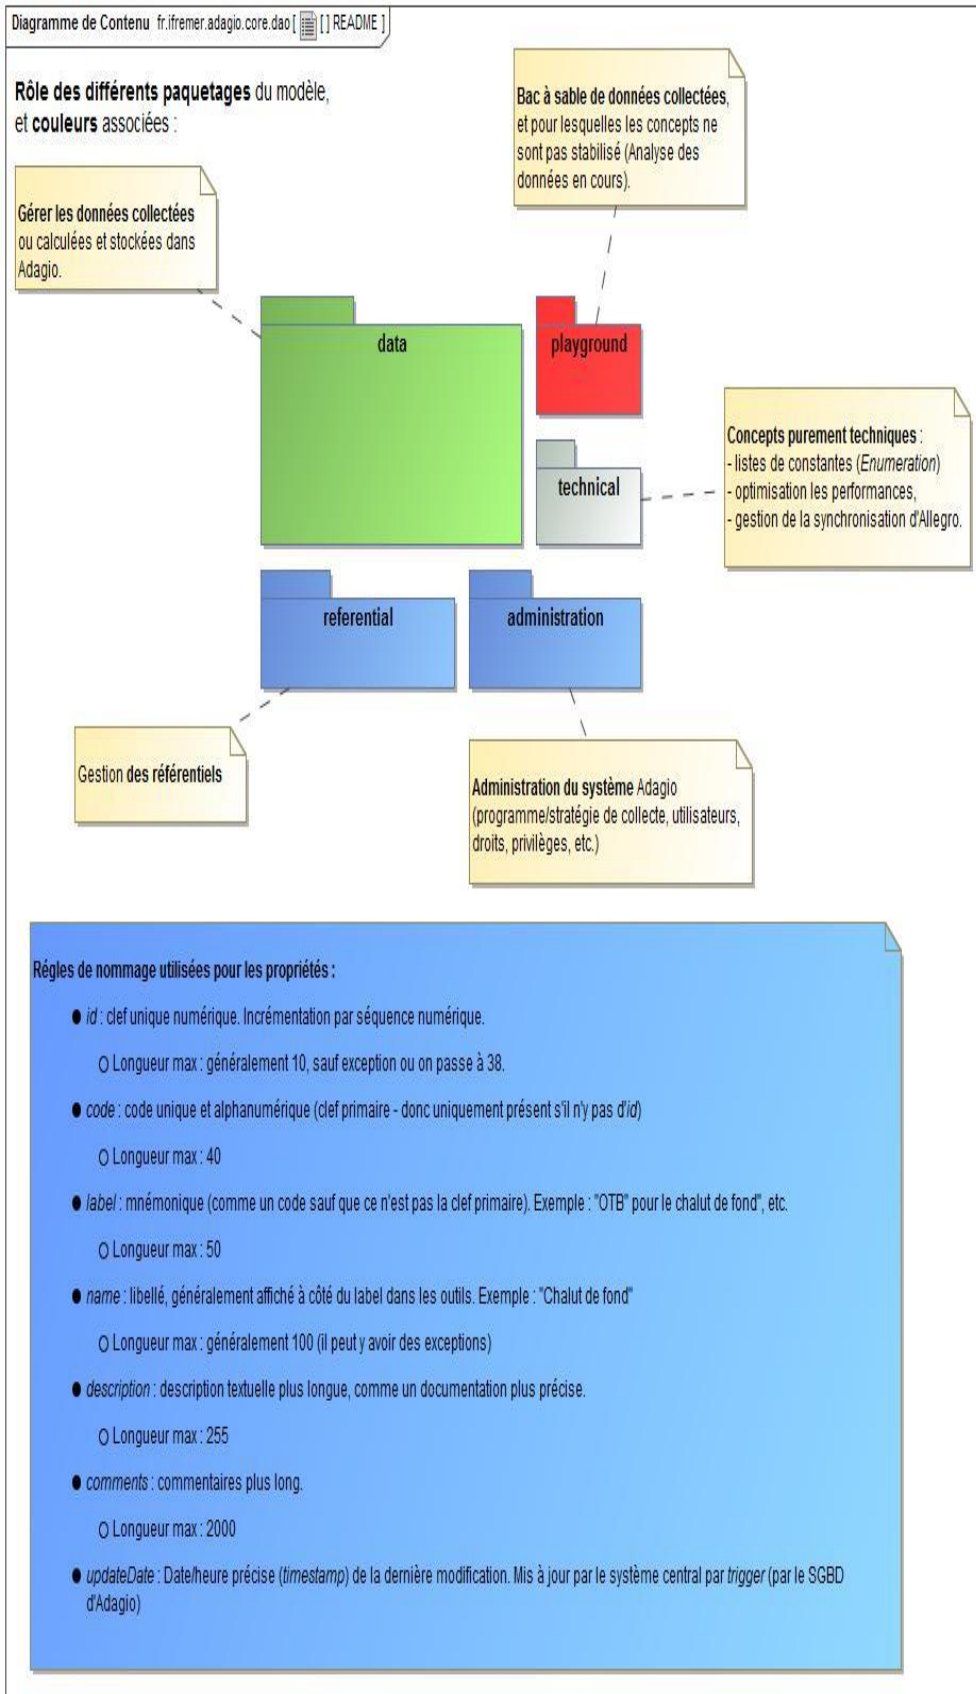 Diagramme de Contenu fr.ifremer.adagio.core.dao [ [ ] README ]
Rôle des différents paquetages du modèle,
et couleurs associées :
Bac à sable de données collectées,
et pour lesquelles les concepts ne
sont pas stabilisé (Analyse des
données en cours).
Gérer les données collectées
ou calculées et stockées dans
Adagio.
data
playground
Concepts purement techniques :
- listes de constantes (Enumeration)
- optimisation les performances,
- gestion de la synchronisation d'Allegro.
technical
referential
administration
Gestion des référentiels
Administration du système Adagio
(programme/stratégie de collecte, utilisateurs,
droits, privilèges, etc.)
Régles de nommage utilisées pour les propriétés :
● id : clef unique numérique. Incrémentation par séquence numérique.
O Longueur max : généralement 10, sauf exception ou on passe à 38.
● code : code unique et alphanumérique (clef primaire - donc uniquement présent s'il n'y pas d'id)
O Longueur max : 40
● label : mnémonique (comme un code sauf que ce n'est pas la clef primaire). Exemple : "OTB" pour le chalut de fond", etc.
O Longueur max : 50
● name : libellé, généralement affiché à côté du label dans les outils. Exemple : "Chalut de fond"
O Longueur max : généralement 100 (il peut y avoir des exceptions)
● description : description textuelle plus longue, comme un documentation plus précise.
O Longueur max : 255
● comments : commentaires plus long.
O Longueur max : 2000
● updateDate : Date/heure précise (timestamp) de la dernière modification. Mis à jour par le système central par trigger (par le SGBD
d'Adagio)